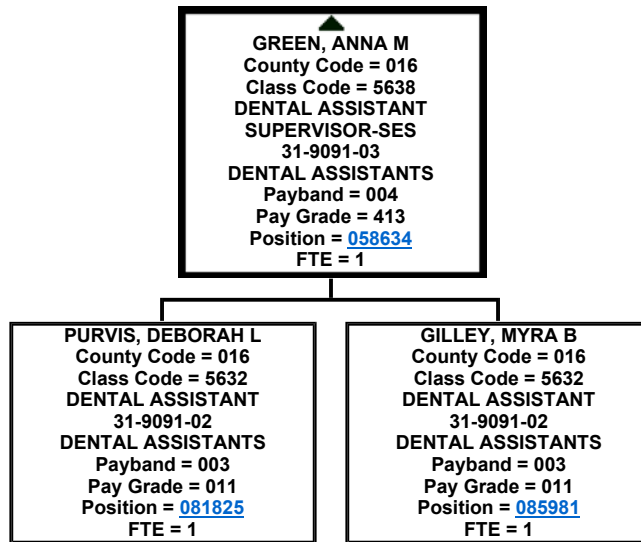 GREEN, ANNA M
County Code = 016
Class Code = 5638
DENTAL ASSISTANT
SUPERVISOR-SES
31-9091-03
DENTAL ASSISTANTS
Payband = 004
Pay Grade = 413
Position = 058634
FTE = 1
PURVIS, DEBORAH L
County Code = 016
Class Code = 5632
DENTAL ASSISTANT
31-9091-02
DENTAL ASSISTANTS
Payband = 003
Pay Grade = 011
Position = 081825
FTE = 1
GILLEY, MYRA B
County Code = 016
Class Code = 5632
DENTAL ASSISTANT
31-9091-02
DENTAL ASSISTANTS
Payband = 003
Pay Grade = 011
Position = 085981
FTE = 1